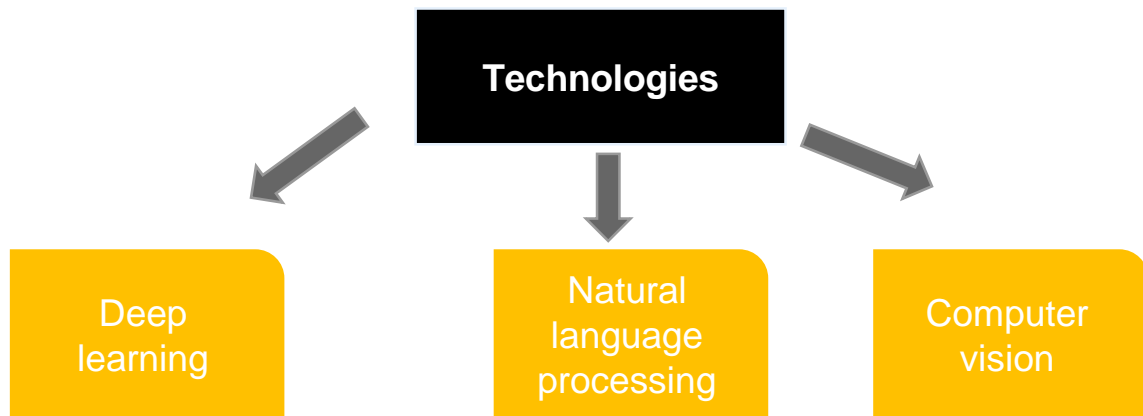 Technologies
Deep
learning
Natural
language
processing
Computer
vision